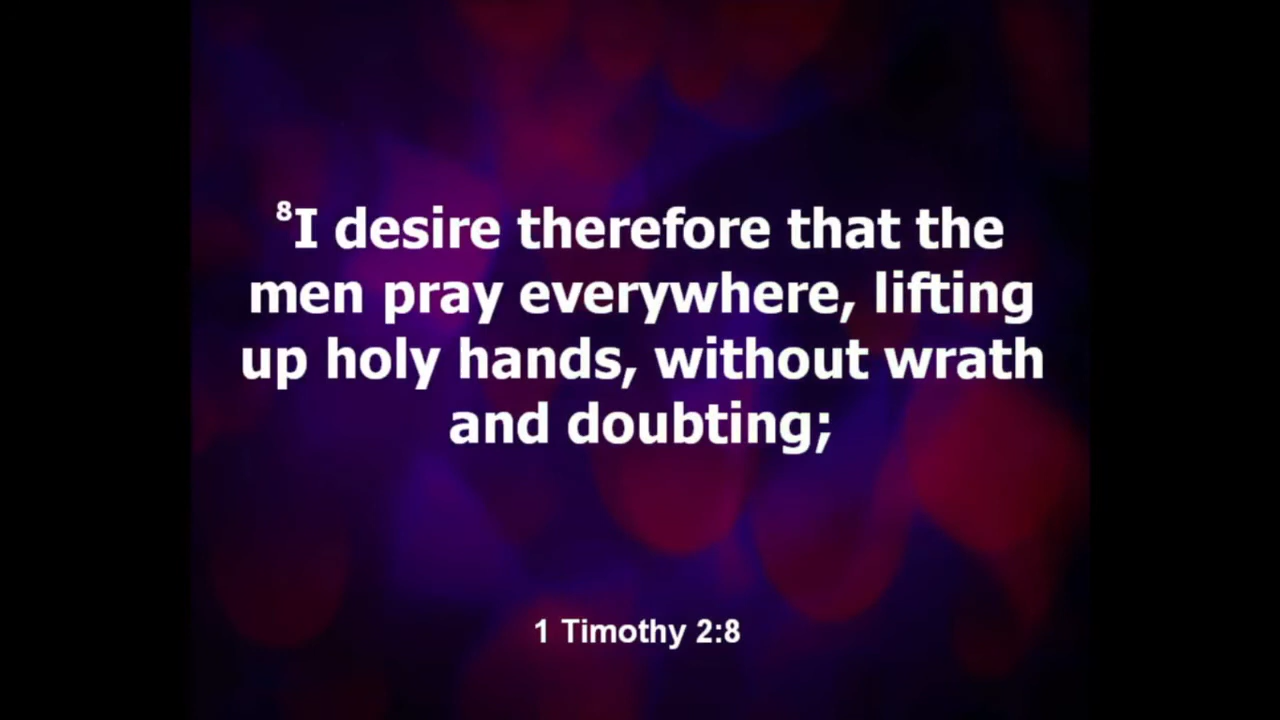 ⁸I desire therefore that the
men pray everywhere, lifting
up holy hands, without wrath
and doubting;
1 Timothy 2:8